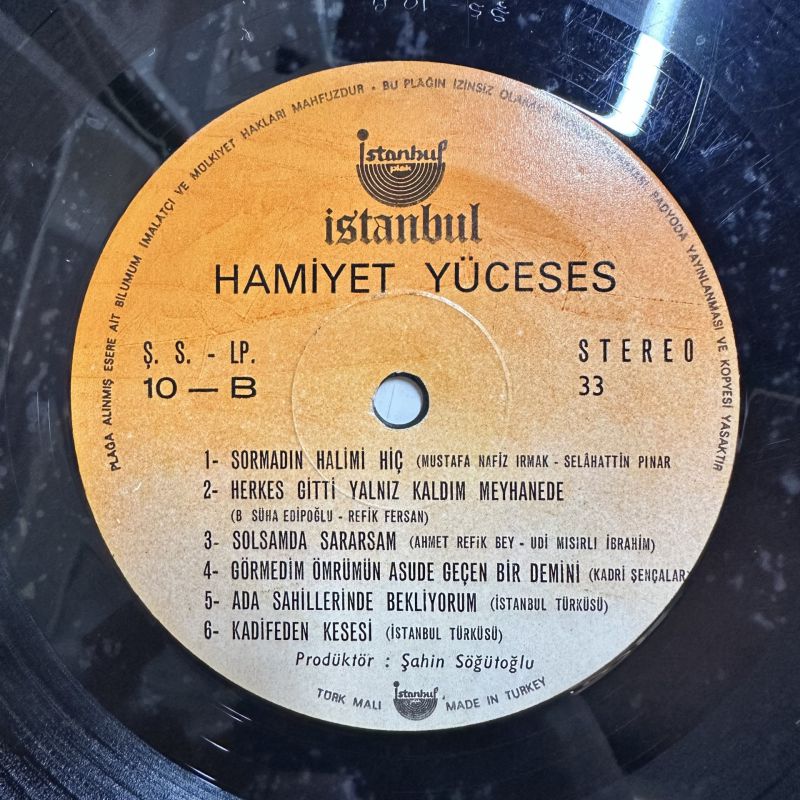 PLAĞA ALINMIŞ ESERE AİT BİLUMUM İMALATÇI VE MÜLKİYET HAKLARI MAHFUZDUR • BU PLAĞIN İZİNSİZ RADYODA YAYINLANMASI VE KOPYESİ YASAKTIR
İstanbul
plak
istanbul
HAMİYET YÜCESES
Ş. S. - LP.
10 — B
STEREO
33
1- SORMADIN HALİMİ HİÇ (MUSTAFA NAFİZ IRMAK - SELÂHATTİN PINAR
2- HERKES GİTTİ YALNIZ KALDIM MEYHANEDE
(B SÜHA EDİPOĞLU - REFİK FERSAN)
3- SOLSAMDA SARARSAM (AHMET REFİK BEY - UDİ MISIRLI İBRAHİM)
4- GÖRMEDİM ÖMRÜMÜN ASUDE GEÇEN BİR DEMİNİ (KADRİ ŞENÇALAR)
5- ADA SAHİLLERİNDE BEKLİYORUM (İSTANBUL TÜRKÜSÜ)
6- KADİFEDEN KESESİ (İSTANBUL TÜRKÜSÜ)
Prodüktör : Şahin Söğütoğlu
TÜRK MALI İstanbul MADE IN TURKEY